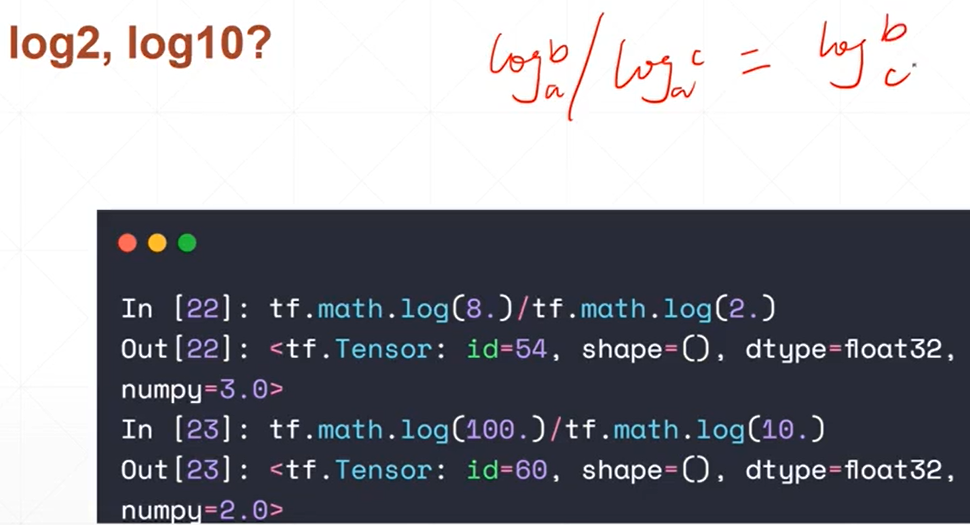 log2, log10?
log_a^b / log_a^c = log_c^b
In [22]: tf.math.log(8.)/tf.math.log(2.)
Out[22]: <tf.Tensor: id=54, shape=(), dtype=float32,
numpy=3.0>
In [23]: tf.math.log(100.)/tf.math.log(10.)
Out[23]: <tf.Tensor: id=60, shape=(), dtype=float32,
numpy=2.0>